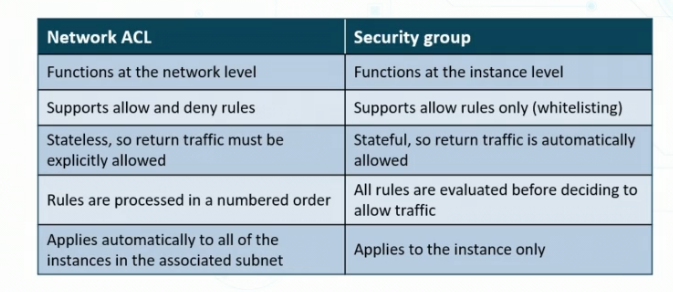 Network ACL
Security group
Functions at the network level
Functions at the instance level
Supports allow and deny rules
Supports allow rules only (whitelisting)
Stateless, so return traffic must be
explicitly allowed
Stateful, so return traffic is automatically
allowed
Rules are processed in a numbered order
All rules are evaluated before deciding to
allow traffic
Applies automatically to all of the
instances in the associated subnet
Applies to the instance only